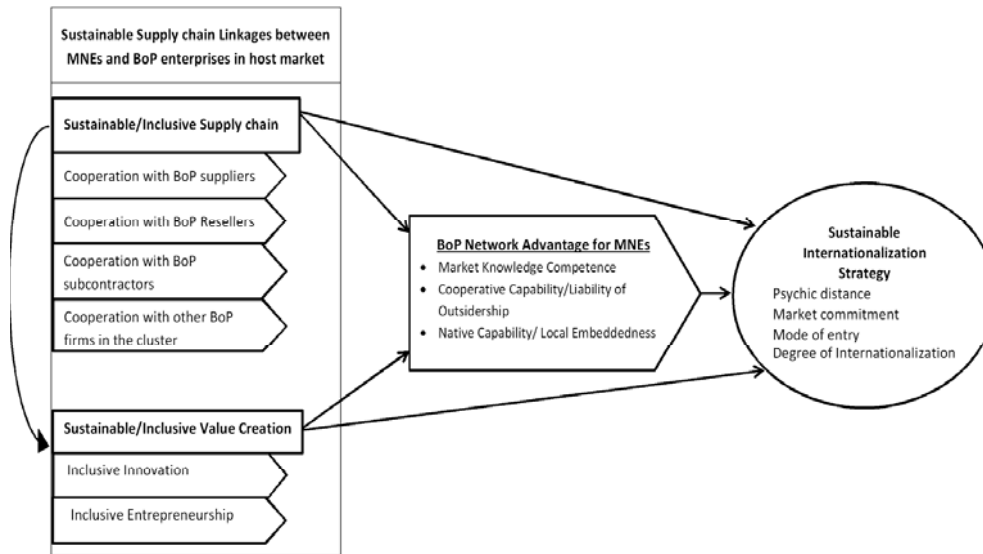 Sustainable Supply chain Linkages between
MNEs and BoP enterprises in host market
Sustainable/Inclusive Supply chain
Cooperation with BoP suppliers
Cooperation with BoP Resellers
Cooperation with BoP
subcontractors
Cooperation with other BoP
firms in the cluster
Sustainable/Inclusive Value Creation
Inclusive Innovation
Inclusive Entrepreneurship
BoP Network Advantage for MNEs
• Market Knowledge Competence
• Cooperative Capability/Liability of
Outsidership
• Native Capability/ Local Embeddedness
Sustainable
Internationalization
Strategy
Psychic distance
Market commitment
Mode of entry
Degree of Internationalization